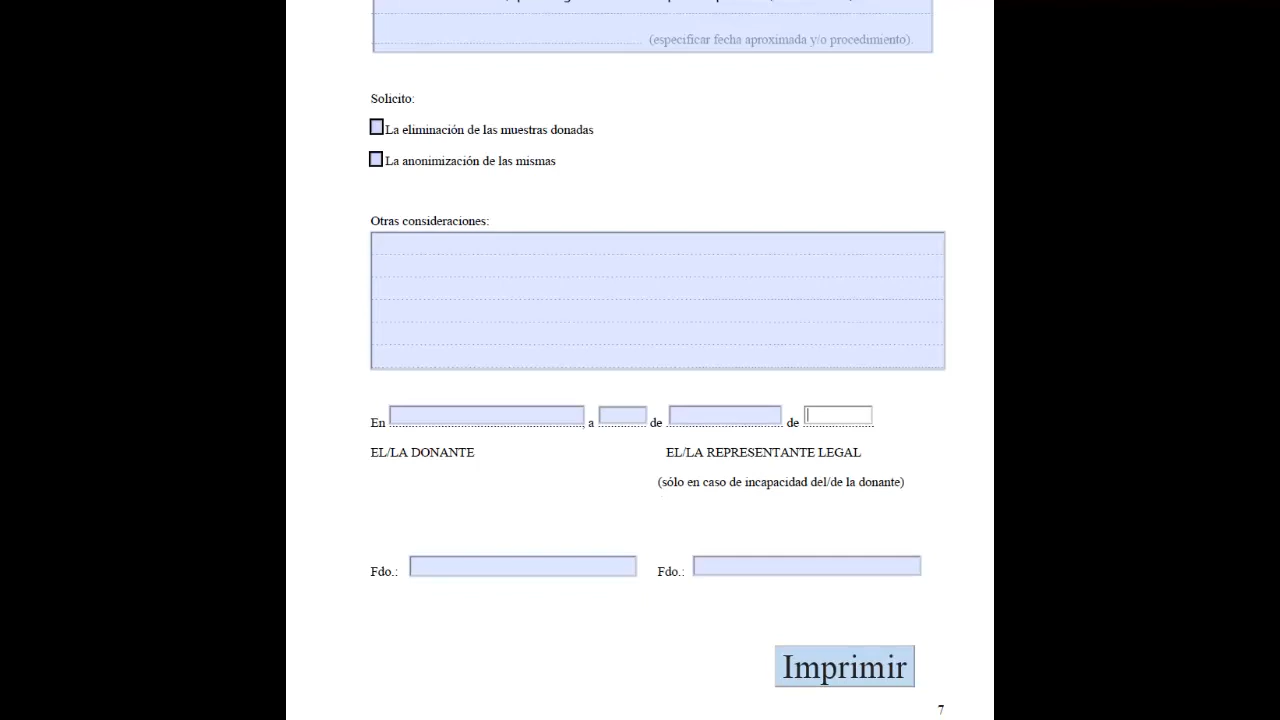 (especificar fecha aproximada y/o procedimiento).
Solicito:
La eliminación de las muestras donadas
La anonimización de las mismas
Otras consideraciones:
En , a de de
EL/LA DONANTE EL/LA REPRESENTANTE LEGAL
(sólo en caso de incapacidad del/de la donante)
Fdo.: Fdo.:
Imprimir
7